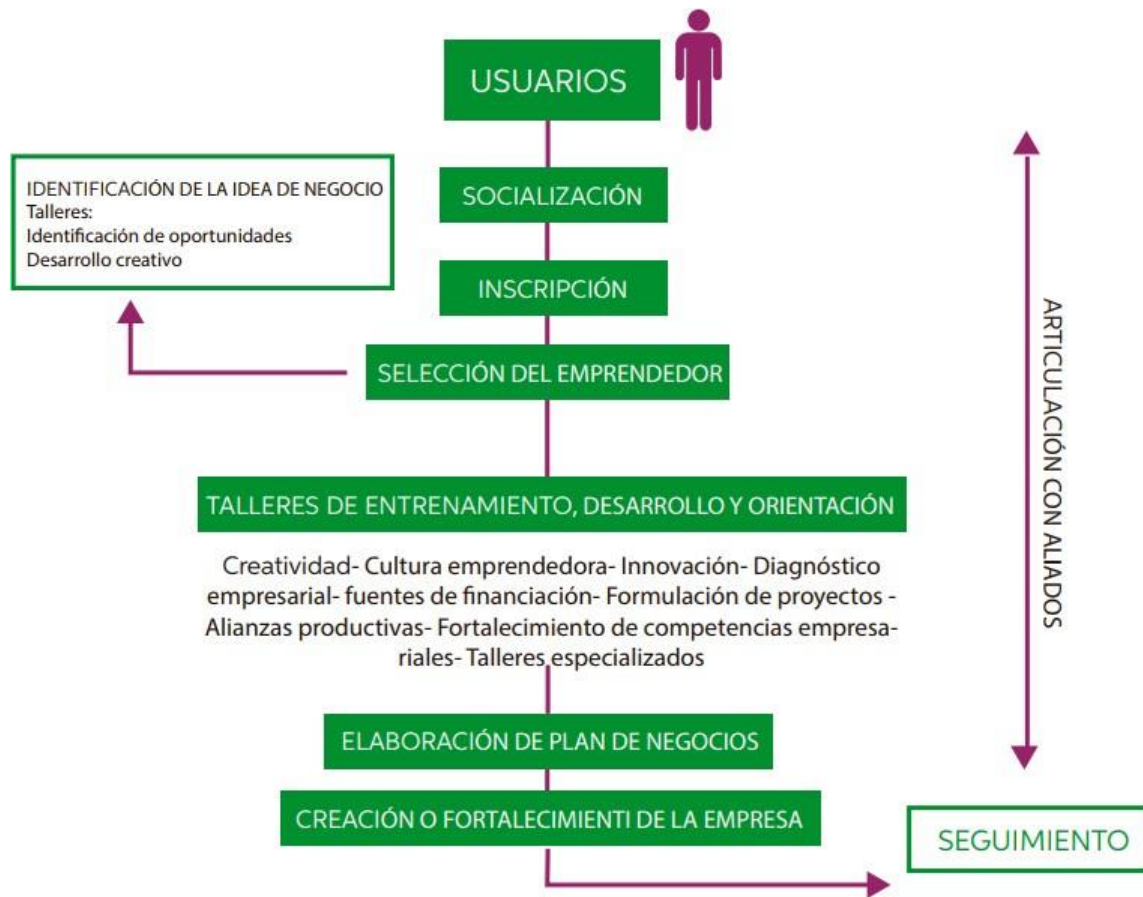 USUARIOS
SOCIALIZACIÓN
IDENTIFICACIÓN DE LA IDEA DE NEGOCIO
Talleres:
Identificación de oportunidades
Desarrollo creativo
INSCRIPCIÓN
SELECCIÓN DEL EMPRENDEDOR
TALLERES DE ENTRENAMIENTO, DESARROLLO Y ORIENTACIÓN
Creatividad- Cultura emprendedora- Innovación- Diagnóstico
empresarial- fuentes de financiación- Formulación de proyectos -
Alianzas productivas- Fortalecimiento de competencias empresa-
riales- Talleres especializados
ELABORACIÓN DE PLAN DE NEGOCIOS
CREACIÓN O FORTALECIMIENTI DE LA EMPRESA
ARTICULACIÓN CON ALIADOS
SEGUIMIENTO